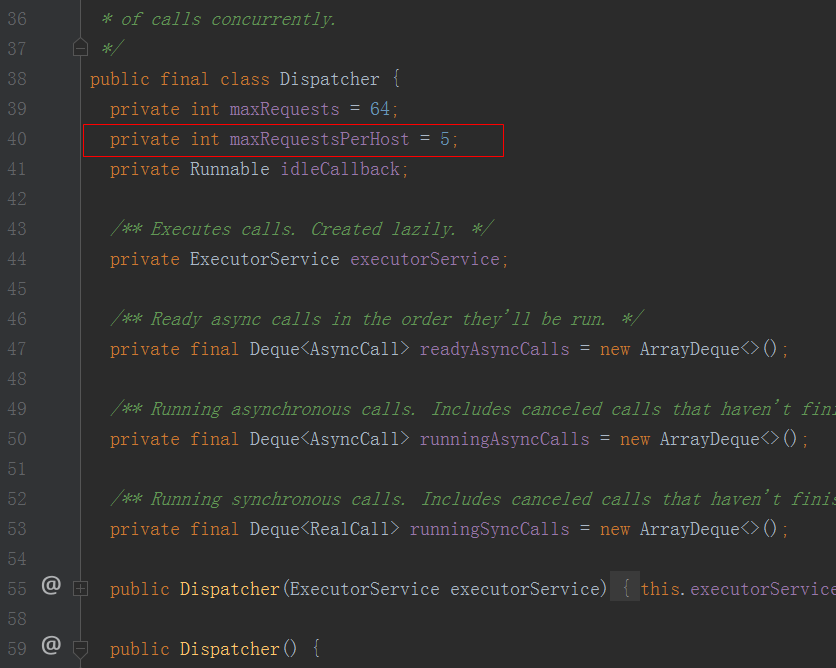 36 * of calls concurrently.
37 */
38 public final class Dispatcher {
39 private int maxRequests = 64;
40 private int maxRequestsPerHost = 5;
41 private Runnable idleCallback;
42
43 /** Executes calls. Created lazily. */
44 private ExecutorService executorService;
45
46 /** Ready async calls in the order they'll be run. */
47 private final Deque<AsyncCall> readyAsyncCalls = new ArrayDeque<>();
48
49 /** Running asynchronous calls. Includes canceled calls that haven't fini
50 private final Deque<AsyncCall> runningAsyncCalls = new ArrayDeque<>();
51
52 /** Running synchronous calls. Includes canceled calls that haven't finis
53 private final Deque<RealCall> runningSyncCalls = new ArrayDeque<>();
54
55 @ public Dispatcher(ExecutorService executorService) { this.executorService
58
59 @ public Dispatcher() {